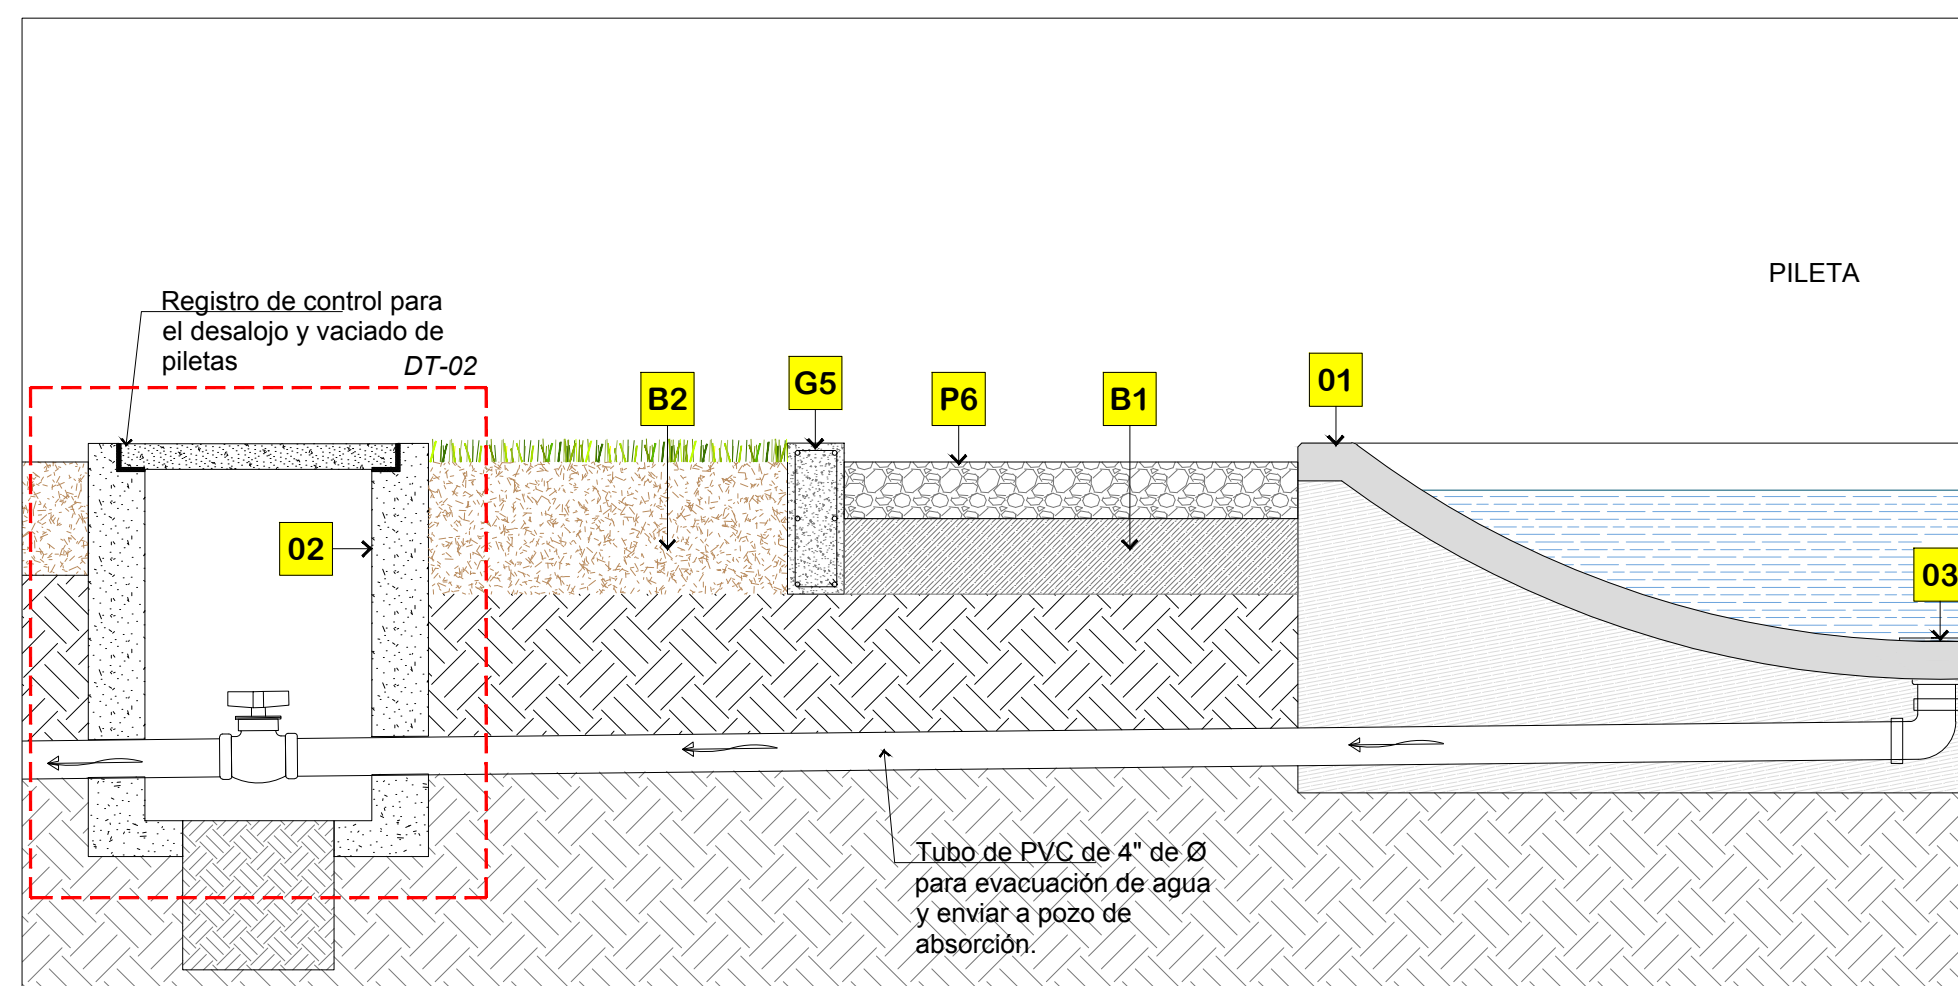 PILETA
Registro de control para
el desalojo y vaciado de
piletas
DT-02
B2
G5
P6
B1
01
02
03
Tubo de PVC de 4" de Ø
para evacuación de agua
y enviar a pozo de
absorción.